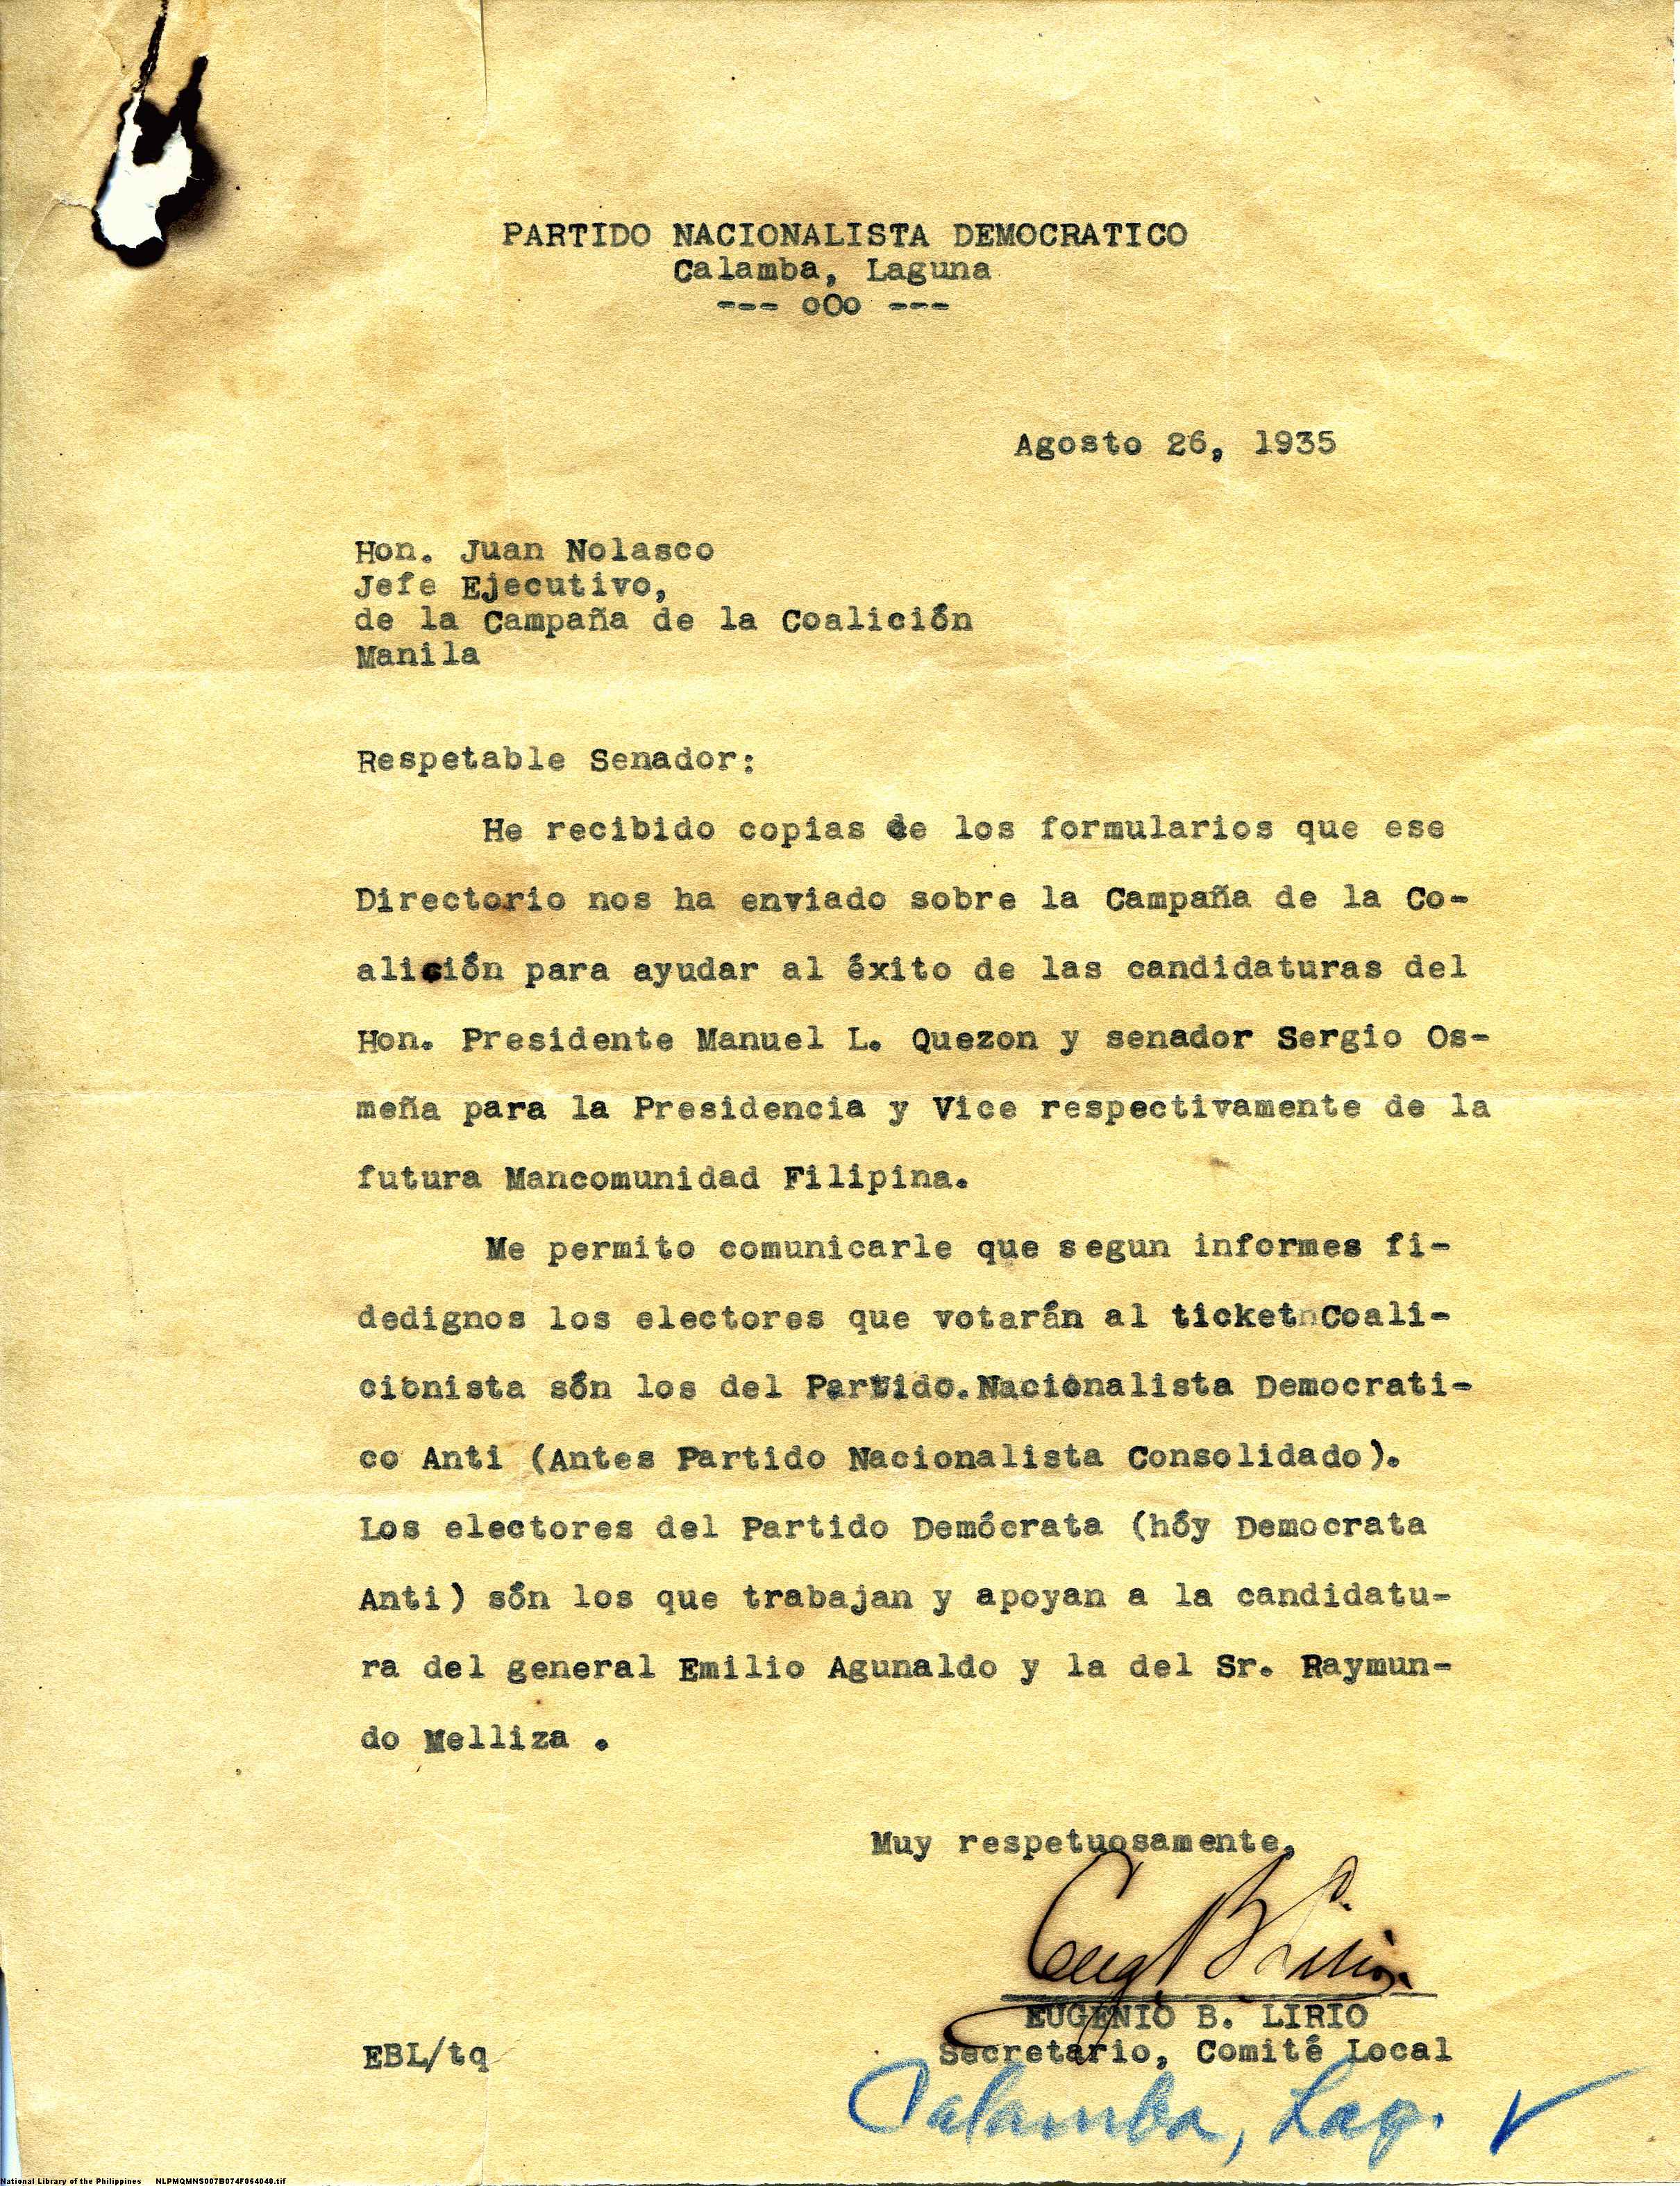 PARTIDO NACIONALISTA DEMOCRATICO
Calamba, Laguna
--- oOo ---
Agosto 26, 1935
Hon. Juan Nolasco
Jefe Ejecutivo,
de la Campaña de la Coalición
Manila
Respetable Senador:
He recibido copias de los formularios que ese
Directorio nos ha enviado sobre la Campaña de la Co-
alición para ayudar al éxito de las candidaturas del
Hon. Presidente Manuel L. Quezon y senador Sergio Os-
meña para la Presidencia y Vice respectivamente de la
futura Mancomunidad Filipina.
Me permito comunicarle que segun informes fi-
dedignos los electores que votarán al ticketnCoali-
cionista són los del Partido.Nacionalista Democrati-
co Anti (Antes Partido Nacionalista Consolidado).
Los electores del Partido Demócrata (hóy Democrata
Anti) són los que trabajan y apoyan a la candidatu-
ra del general Emilio Agunaldo y la del Sr. Raymun-
do Melliza .
Muy respetuosamente,
Eug B Lirio
EUGENIO B. LIRIO
EBL/tq
Secretario, Comité Local
Calamba, Lag.
National Library of the Philippines NLPMQMNS007B074F054040.tif